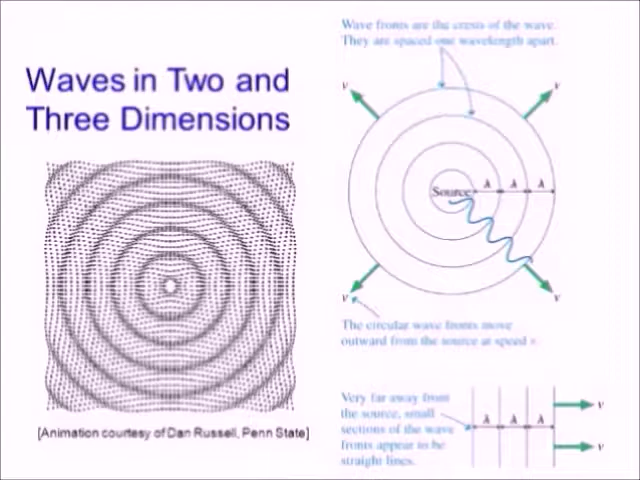 Waves in Two and
Three Dimensions
[Animation courtesy of Dan Russell, Penn State]
Wave fronts are the crests of the wave.
They are spaced one wavelength apart.
v
v
Source
λ
λ
λ
v
v
The circular wave fronts move
outward from the source at speed v.
Very far away from
the source, small
sections of the wave
fronts appear to be
straight lines.
λ
λ
λ
v
v